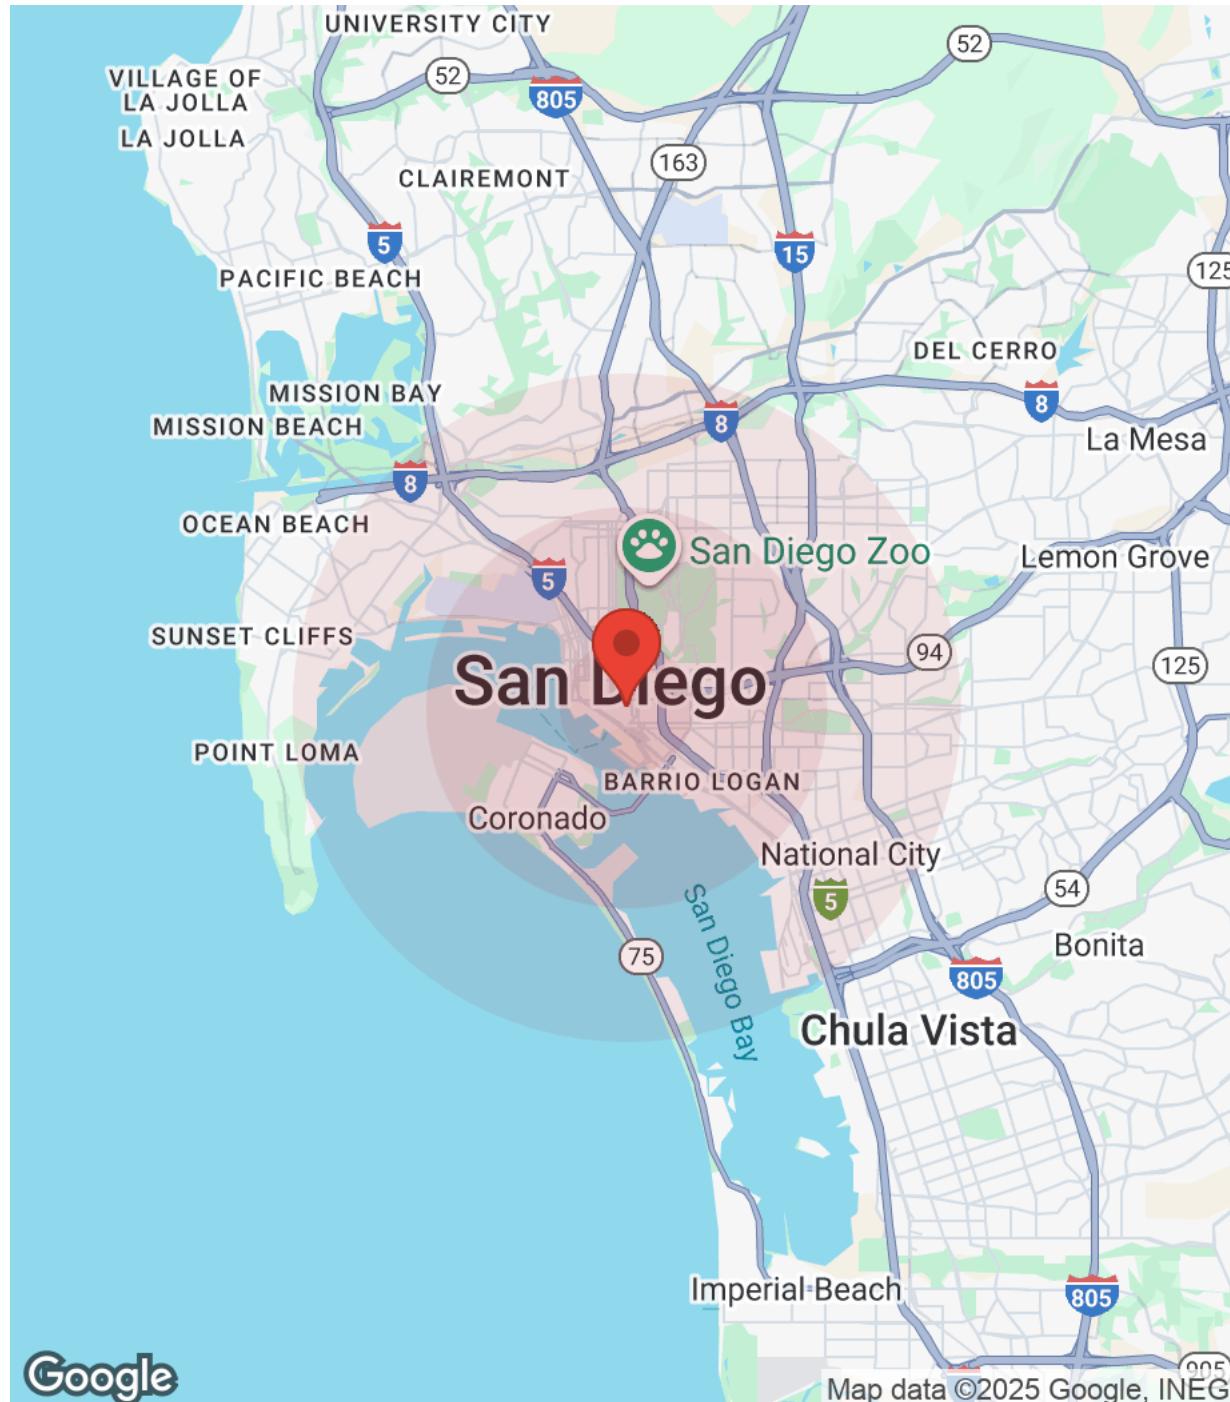 UNIVERSITY CITY
52
52
VILLAGE OF
LA JOLLA
805
LA JOLLA
163
CLAIREMONT
5
15
PACIFIC BEACH
125
DEL CERRO
MISSION BAY
8
8
MISSION BEACH
La Mesa
8
OCEAN BEACH
San Diego Zoo
Lemon Grove
5
SUNSET CLIFFS
94
125
San Diego
POINT LOMA
BARRIO LOGAN
Coronado
National City
54
5
San Diego Bay
Bonita
75
805
Chula Vista
Imperial Beach
805
905
Google
Map data ©2025 Google, INEG